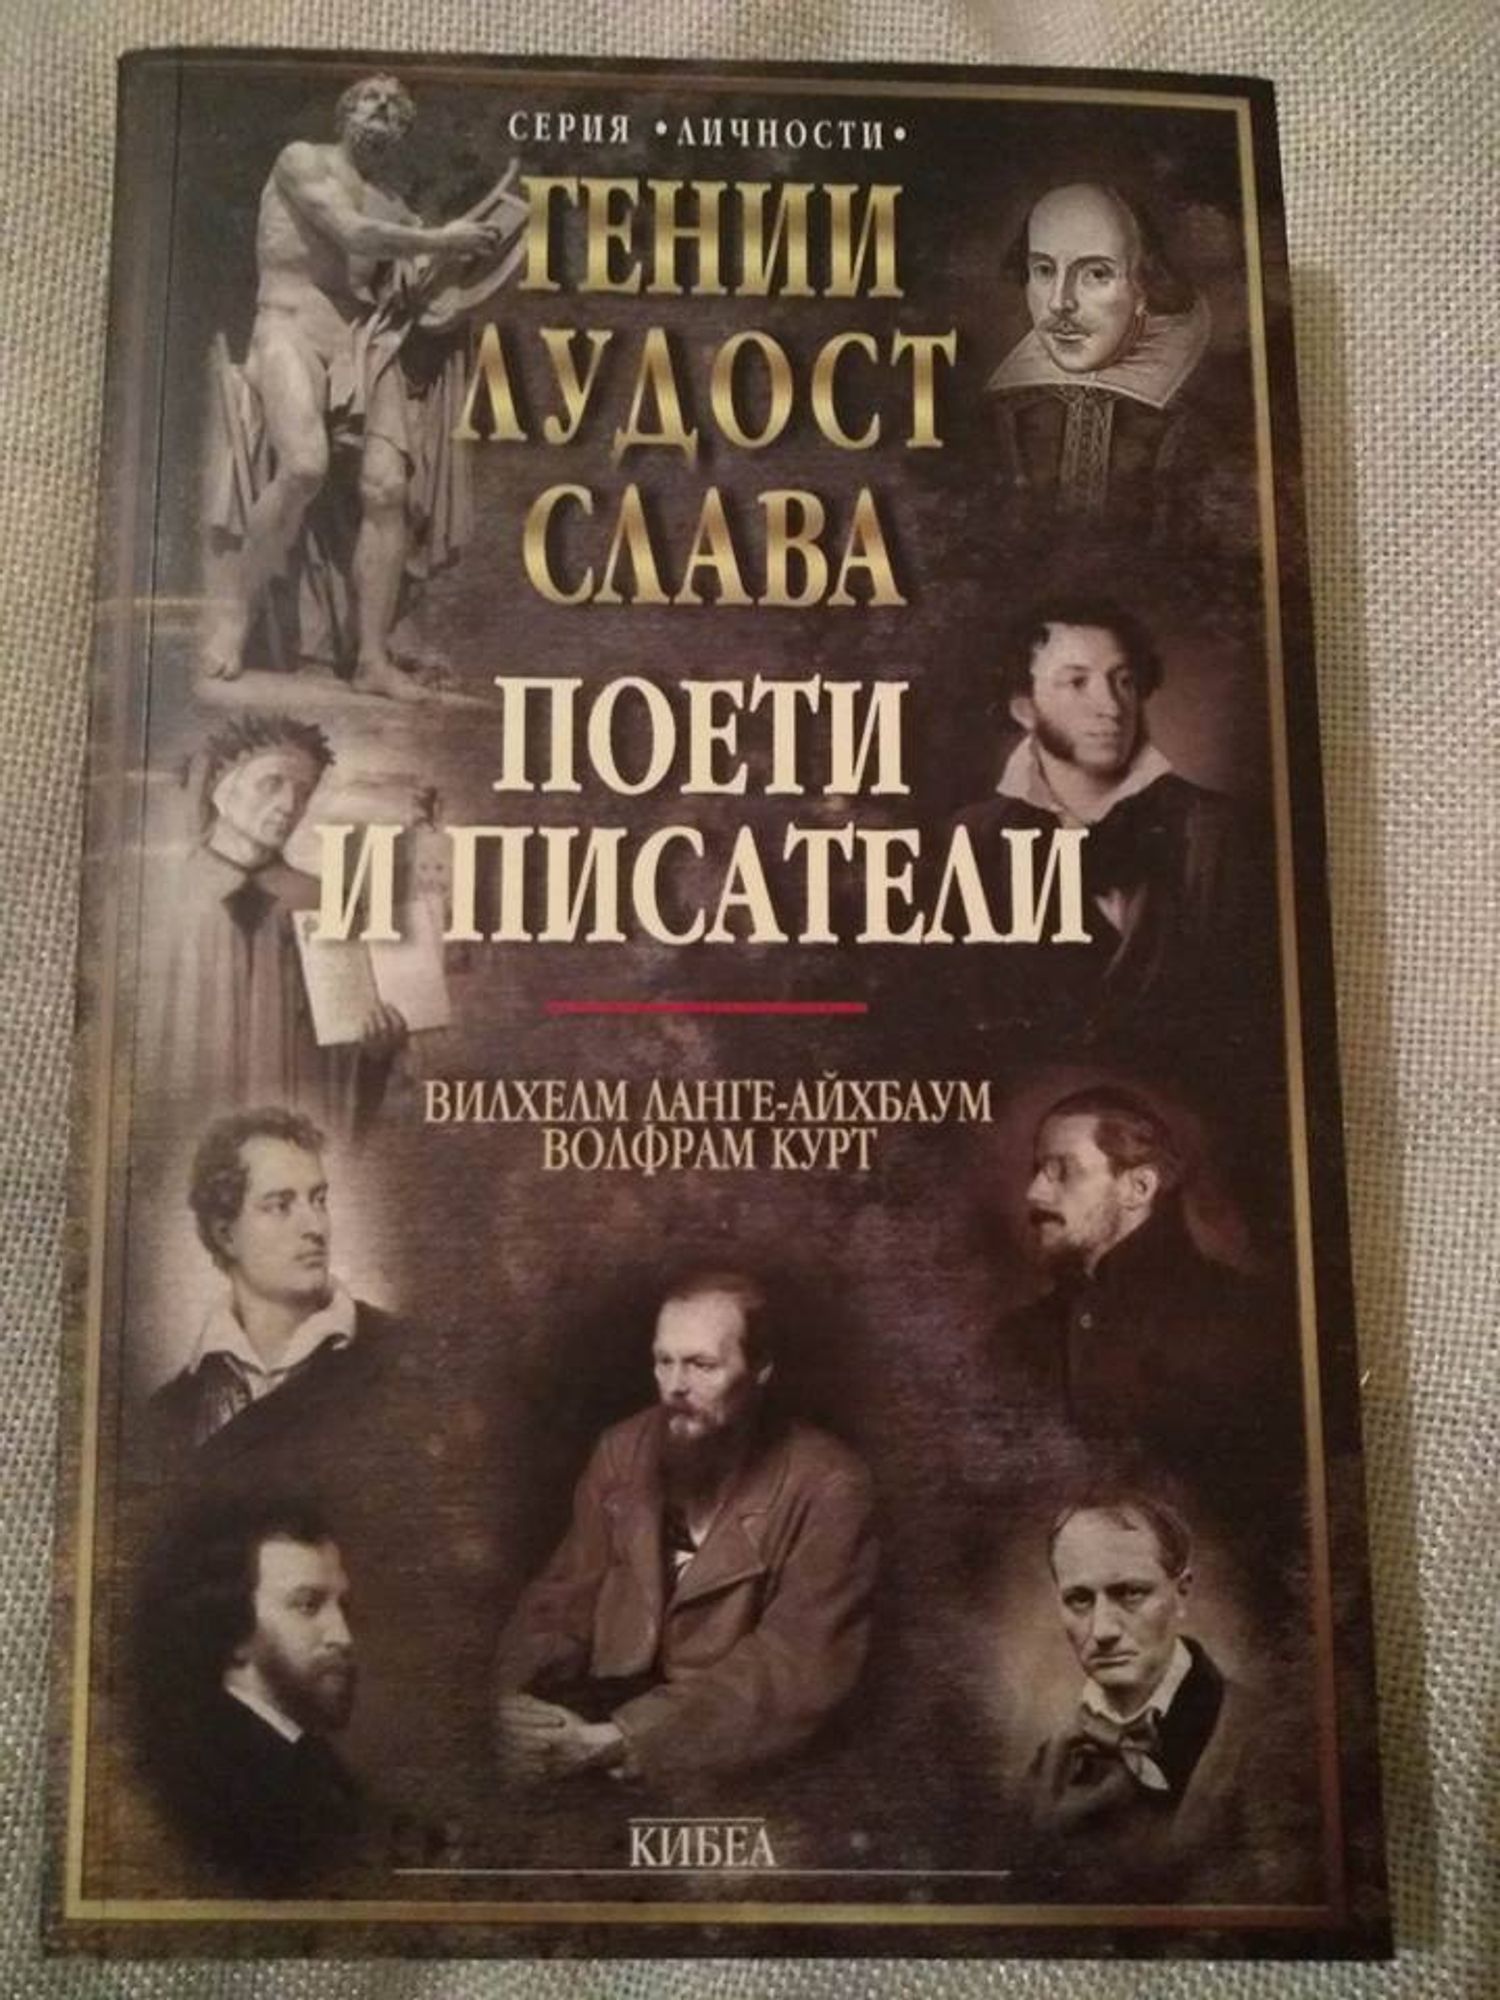 СЕРИЯ •ЛИЧНОСТИ•
ГЕНИИ
ЛУДОСТ
СЛАВА
ПОЕТИ
И ПИСАТЕЛИ
ВИЛХЕЛМ ЛАНГЕ-АЙХБАУМ
ВОЛФРАМ КУРТ
КИБЕА